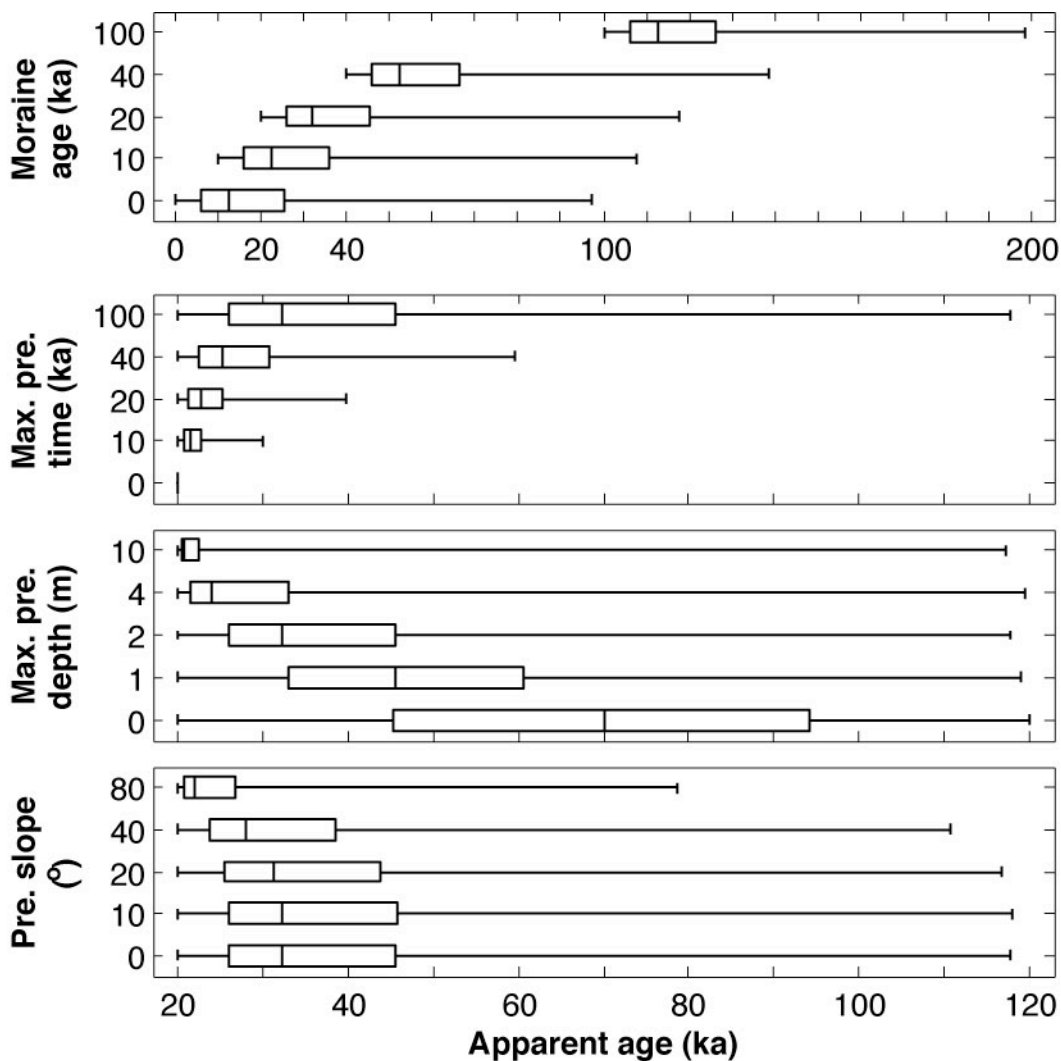 Moraine
age (ka)
100
40
20
10
0
0 20 40 100 200
Max. pre.
time (ka)
100
40
20
10
0
Max. pre.
depth (m)
10
4
2
1
0
Pre. slope
(º)
80
40
20
10
0
20 40 60 80 100 120
Apparent age (ka)